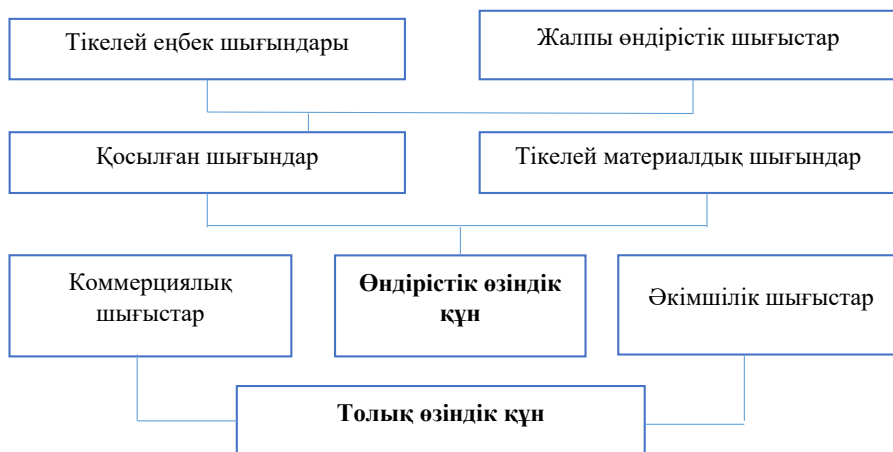 Тікелей еңбек шығындары
Жалпы өндірістік шығыстар
Қосылған шығындар
Тікелей материалдық шығындар
Коммерциялық
шығыстар
Өндірістік өзіндік
құн
Әкімшілік шығыстар
Толық өзіндік құн